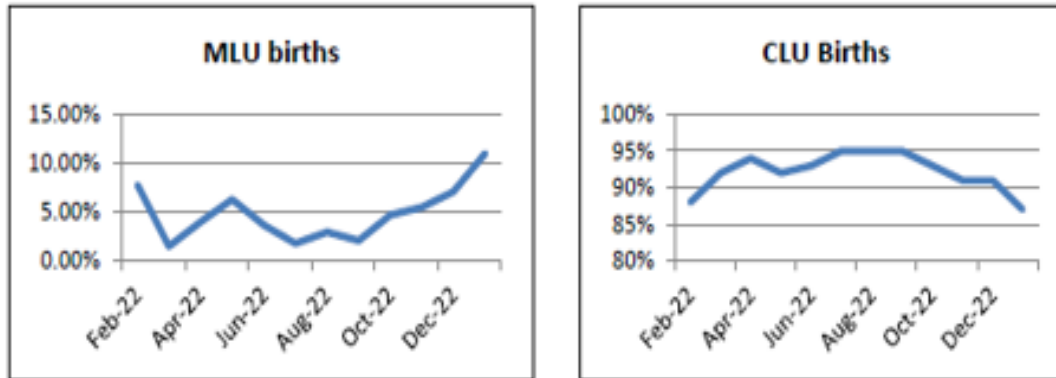 MLU births
15.00%
10.00%
5.00%
0.00%
Feb-22
Apr-22
Jun-22
Aug-22
Oct-22
Dec-22
CLU Births
100%
95%
90%
85%
80%
Feb-22
Apr-22
Jun-22
Aug-22
Oct-22
Dec-22